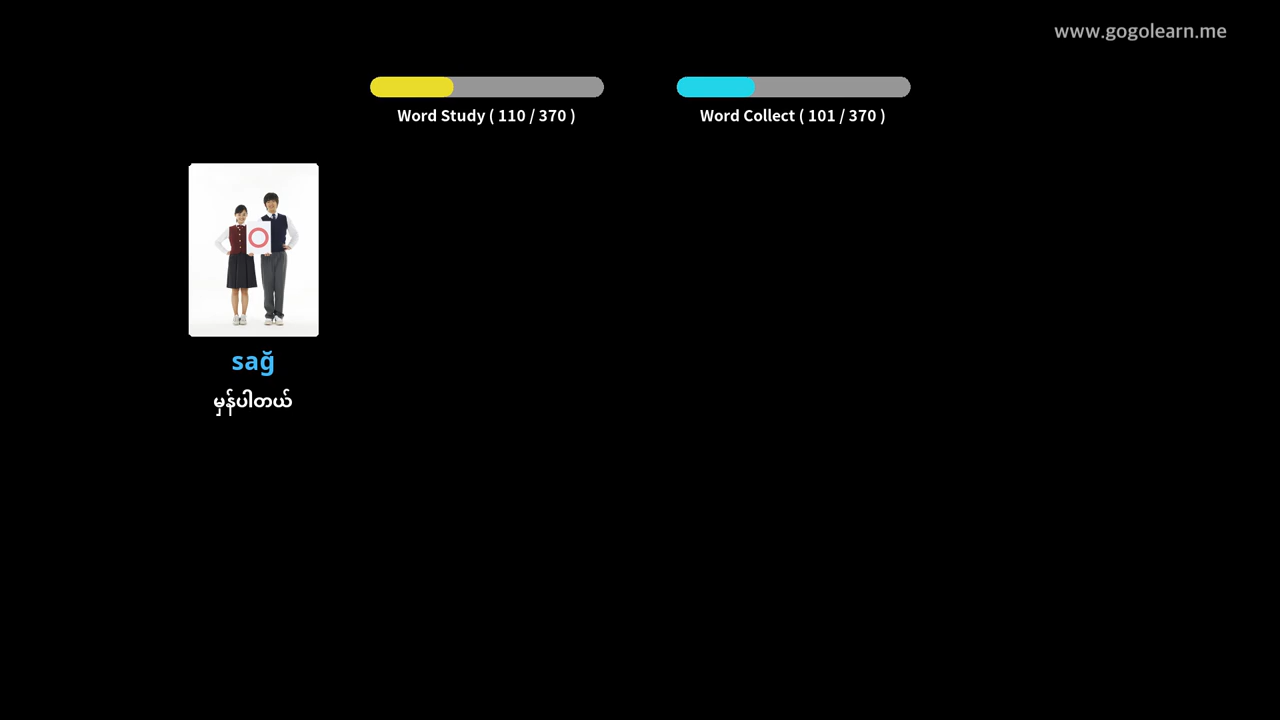 www.gogolearn.me
Word Study ( 110 / 370 )
Word Collect ( 101 / 370 )
sağ
မှန်ပါတယ်